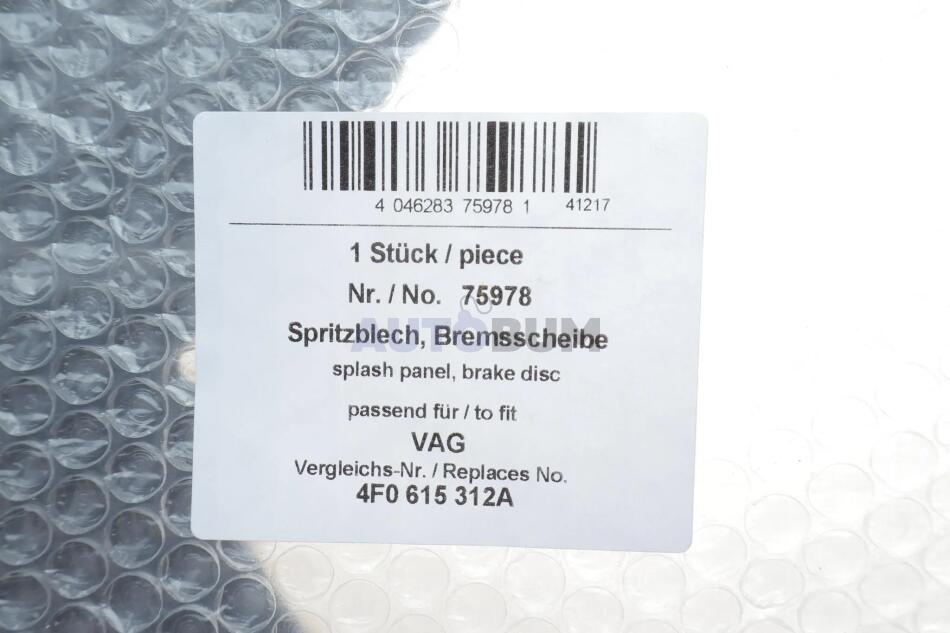 4 046283 75978 1 41217
1 Stück / piece
Nr. / No. 75978
AUTOBUM
Spritzblech, Bremsscheibe
splash panel, brake disc
passend für / to fit
VAG
Vergleichs-Nr. / Replaces No.
4F0 615 312A